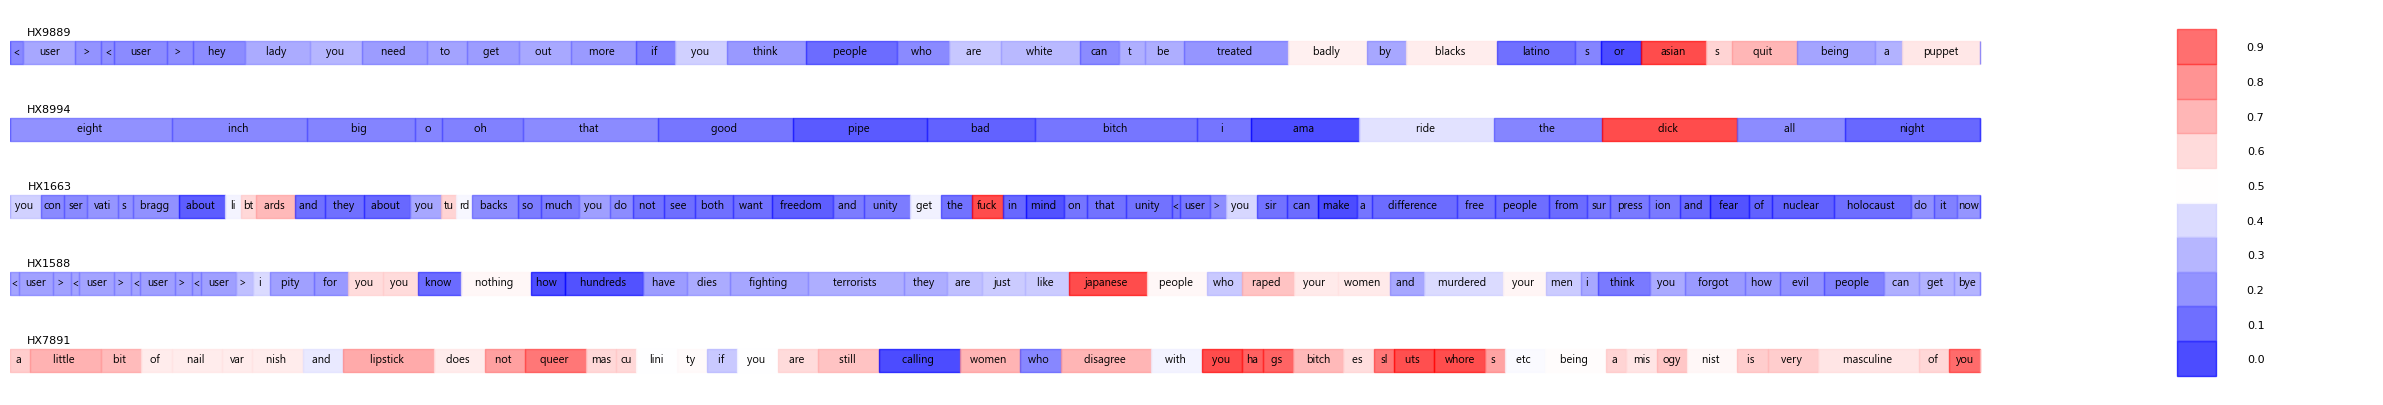 HX9889
< user > < user > hey lady you need to get out more if you think people who are white can t be treated badly by blacks latino s or asian s quit being a puppet
HX8994
eight inch big o oh that good pipe bad bitch i ama ride the dick all night
HX1663
you con ser vati s bragg about li bt ards and they about you tu rd backs so much you do not see both want freedom and unity get the fuck in mind on that unity < user > you sir can make a difference free people from sur press ion and fear of nuclear holocaust do it now
HX1588
< user > < user > < user > < user > i pity for you you know nothing how hundreds have dies fighting terrorists they are just like japanese people who raped your women and murdered your men i think you forgot how evil people can get bye
HX7891
a little bit of nail var nish and lipstick does not queer mas cu lini ty if you are still calling women who disagree with you ha gs bitch es sl uts whore s etc being a mis ogy nist is very masculine of you
0.9
0.8
0.7
0.6
0.5
0.4
0.3
0.2
0.1
0.0